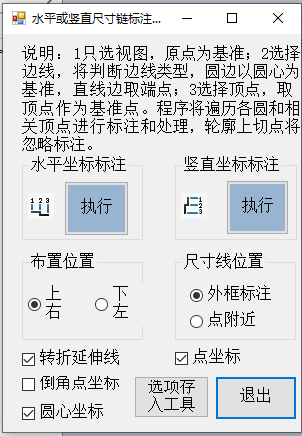 水平或竖直尺寸链标注...
说明：1只选视图，原点为基准；2选择
边线，将判断边线类型，圆边以圆心为
基准，直线边取端点；3选择顶点，取
顶点作为基准点。程序将遍历各圆和相
关顶点进行标注和处理，轮廓上切点将
忽略标注。
水平坐标标注
竖直坐标标注
1 2 3
执行
1
2
3
执行
布置位置
尺寸线位置
上
右
下
左
外框标注
点附近
转折延伸线
点坐标
倒角点坐标
圆心坐标
选项存
入工具
退出